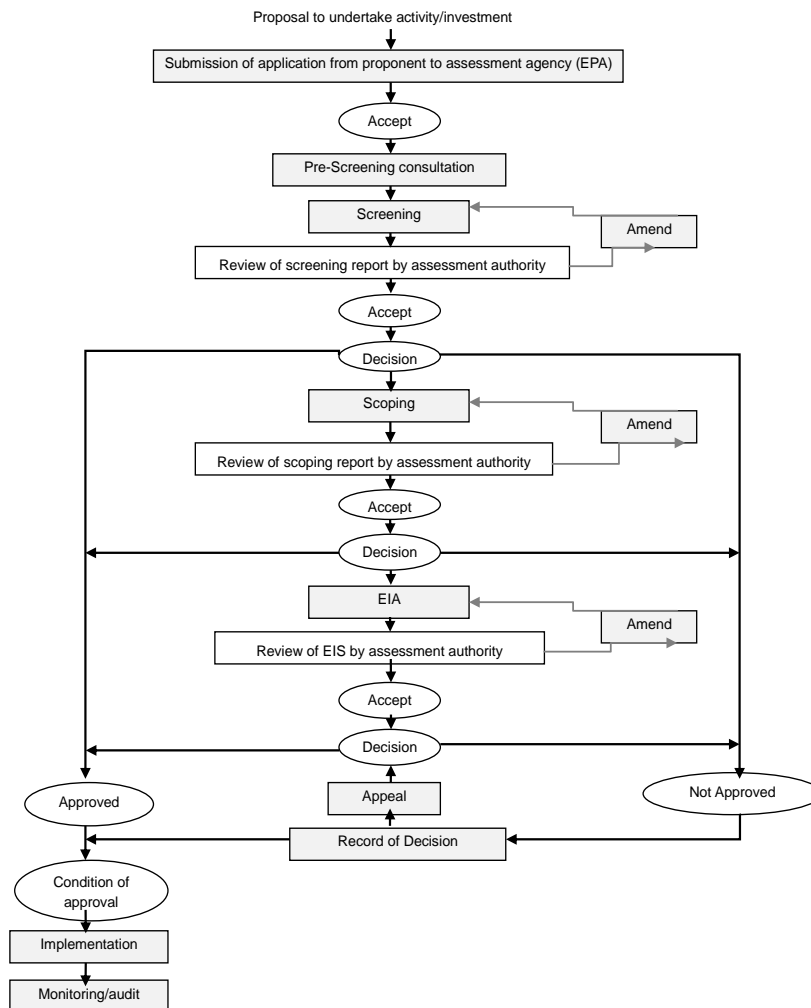 Proposal to undertake activity/investment
Submission of application from proponent to assessment agency (EPA)
Accept
Pre-Screening consultation
Screening
Amend
Review of screening report by assessment authority
Accept
Decision
Scoping
Amend
Review of scoping report by assessment authority
Accept
Decision
EIA
Amend
Review of EIS by assessment authority
Accept
Decision
Approved
Appeal
Not Approved
Record of Decision
Condition of
approval
Implementation
Monitoring/audit